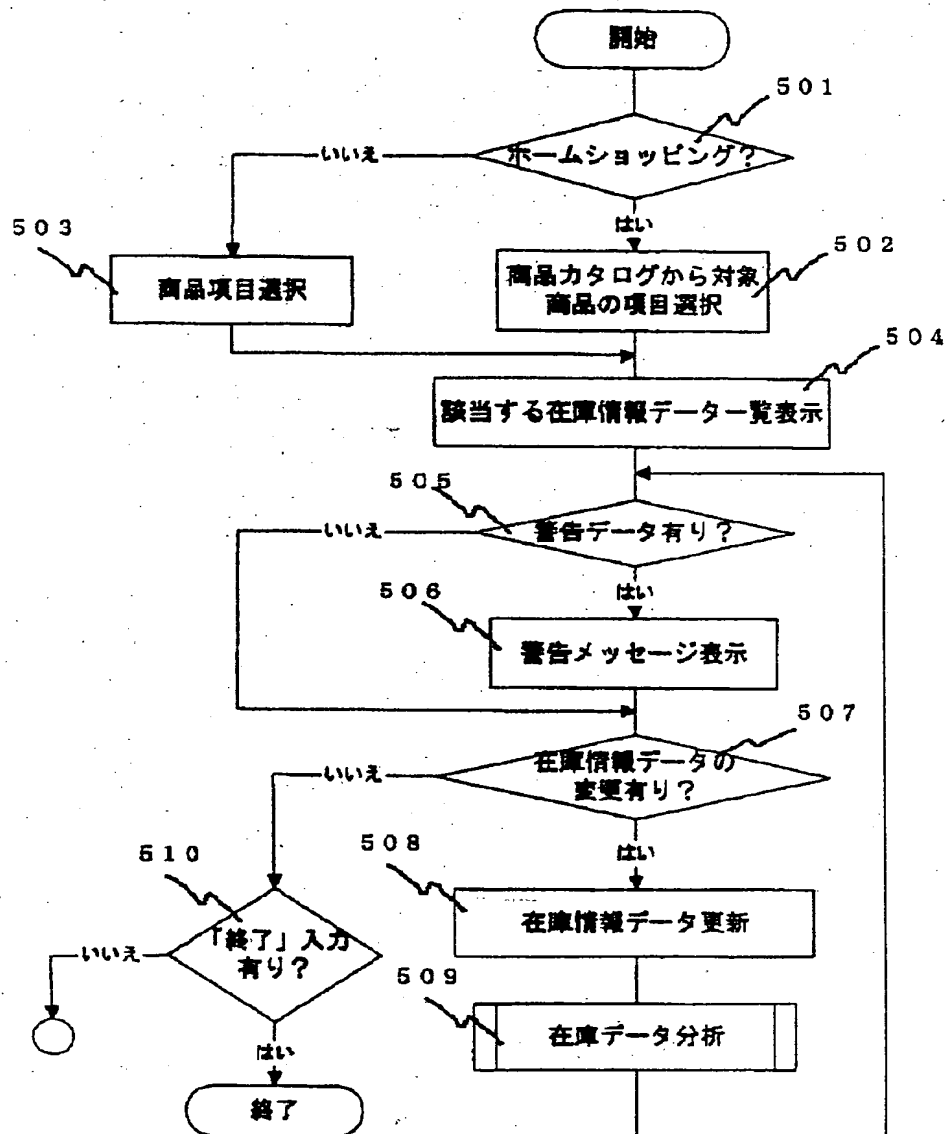 開始
501
ホームショッピング？
いいえ
はい
503
商品項目選択
502
商品カタログから対象
商品の項目選択
504
該当する在庫情報データ一覧表示
505
警告データ有り？
いいえ
はい
506
警告メッセージ表示
507
在庫情報データの
変更有り？
いいえ
はい
510
「終了」入力
有り？
508
在庫情報データ更新
いいえ
509
在庫データ分析
はい
終了